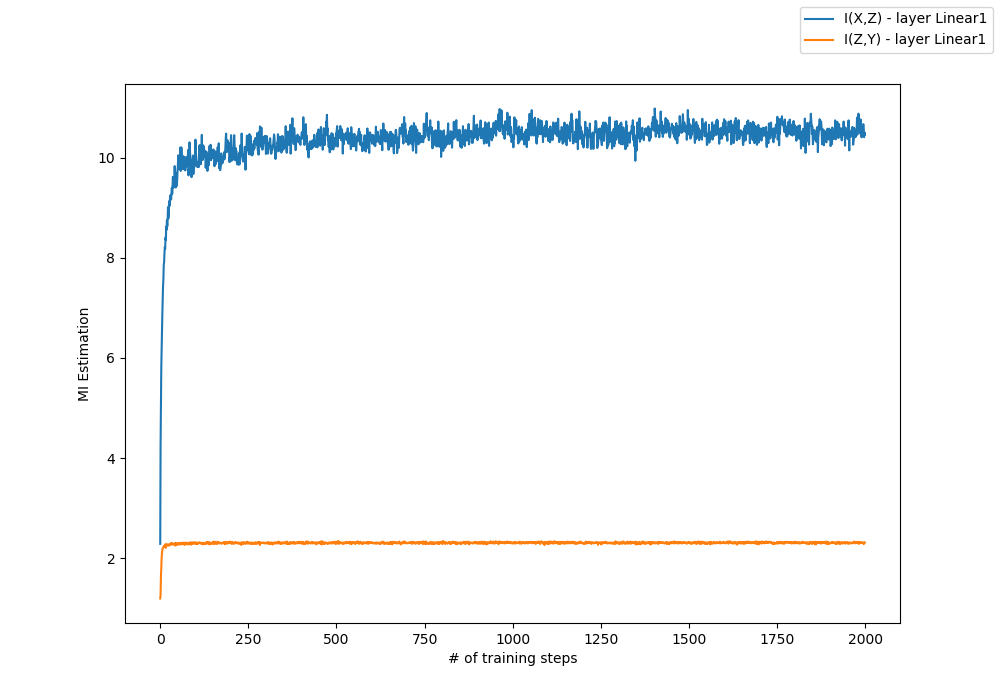 I(X,Z) - layer Linear1
I(Z,Y) - layer Linear1
MI Estimation
10
8
6
4
2
0 250 500 750 1000 1250 1500 1750 2000
# of training steps